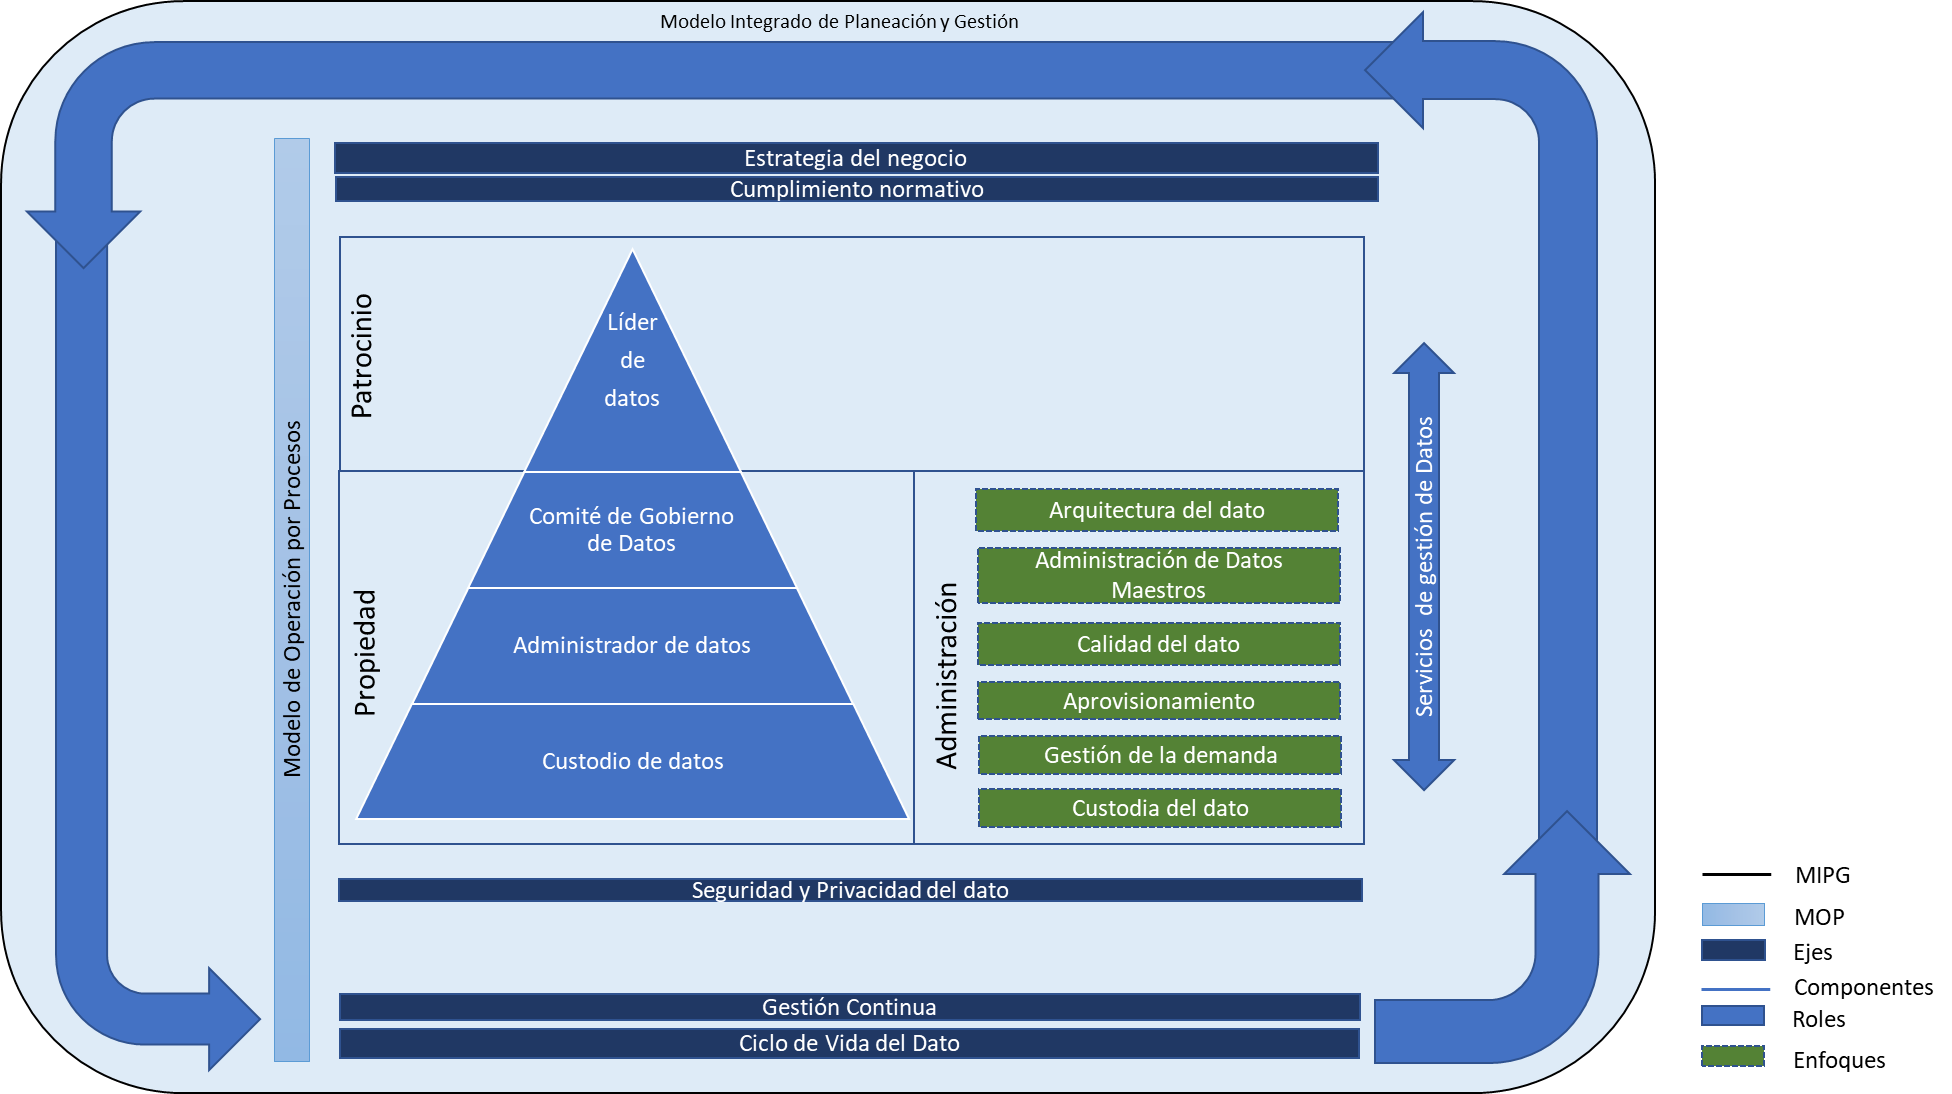 Modelo Integrado de Planeación y Gestión
Estrategia del negocio
Cumplimiento normativo
Modelo de Operación por Procesos
Patrocinio
Líder
de
datos
Propiedad
Comité de Gobierno
de Datos
Administrador de datos
Custodio de datos
Administración
Arquitectura del dato
Administración de Datos
Maestros
Calidad del dato
Aprovisionamiento
Gestión de la demanda
Custodia del dato
Servicios de gestión de Datos
Seguridad y Privacidad del dato
Gestión Continua
Ciclo de Vida del Dato
MIPG
MOP
Ejes
Componentes
Roles
Enfoques